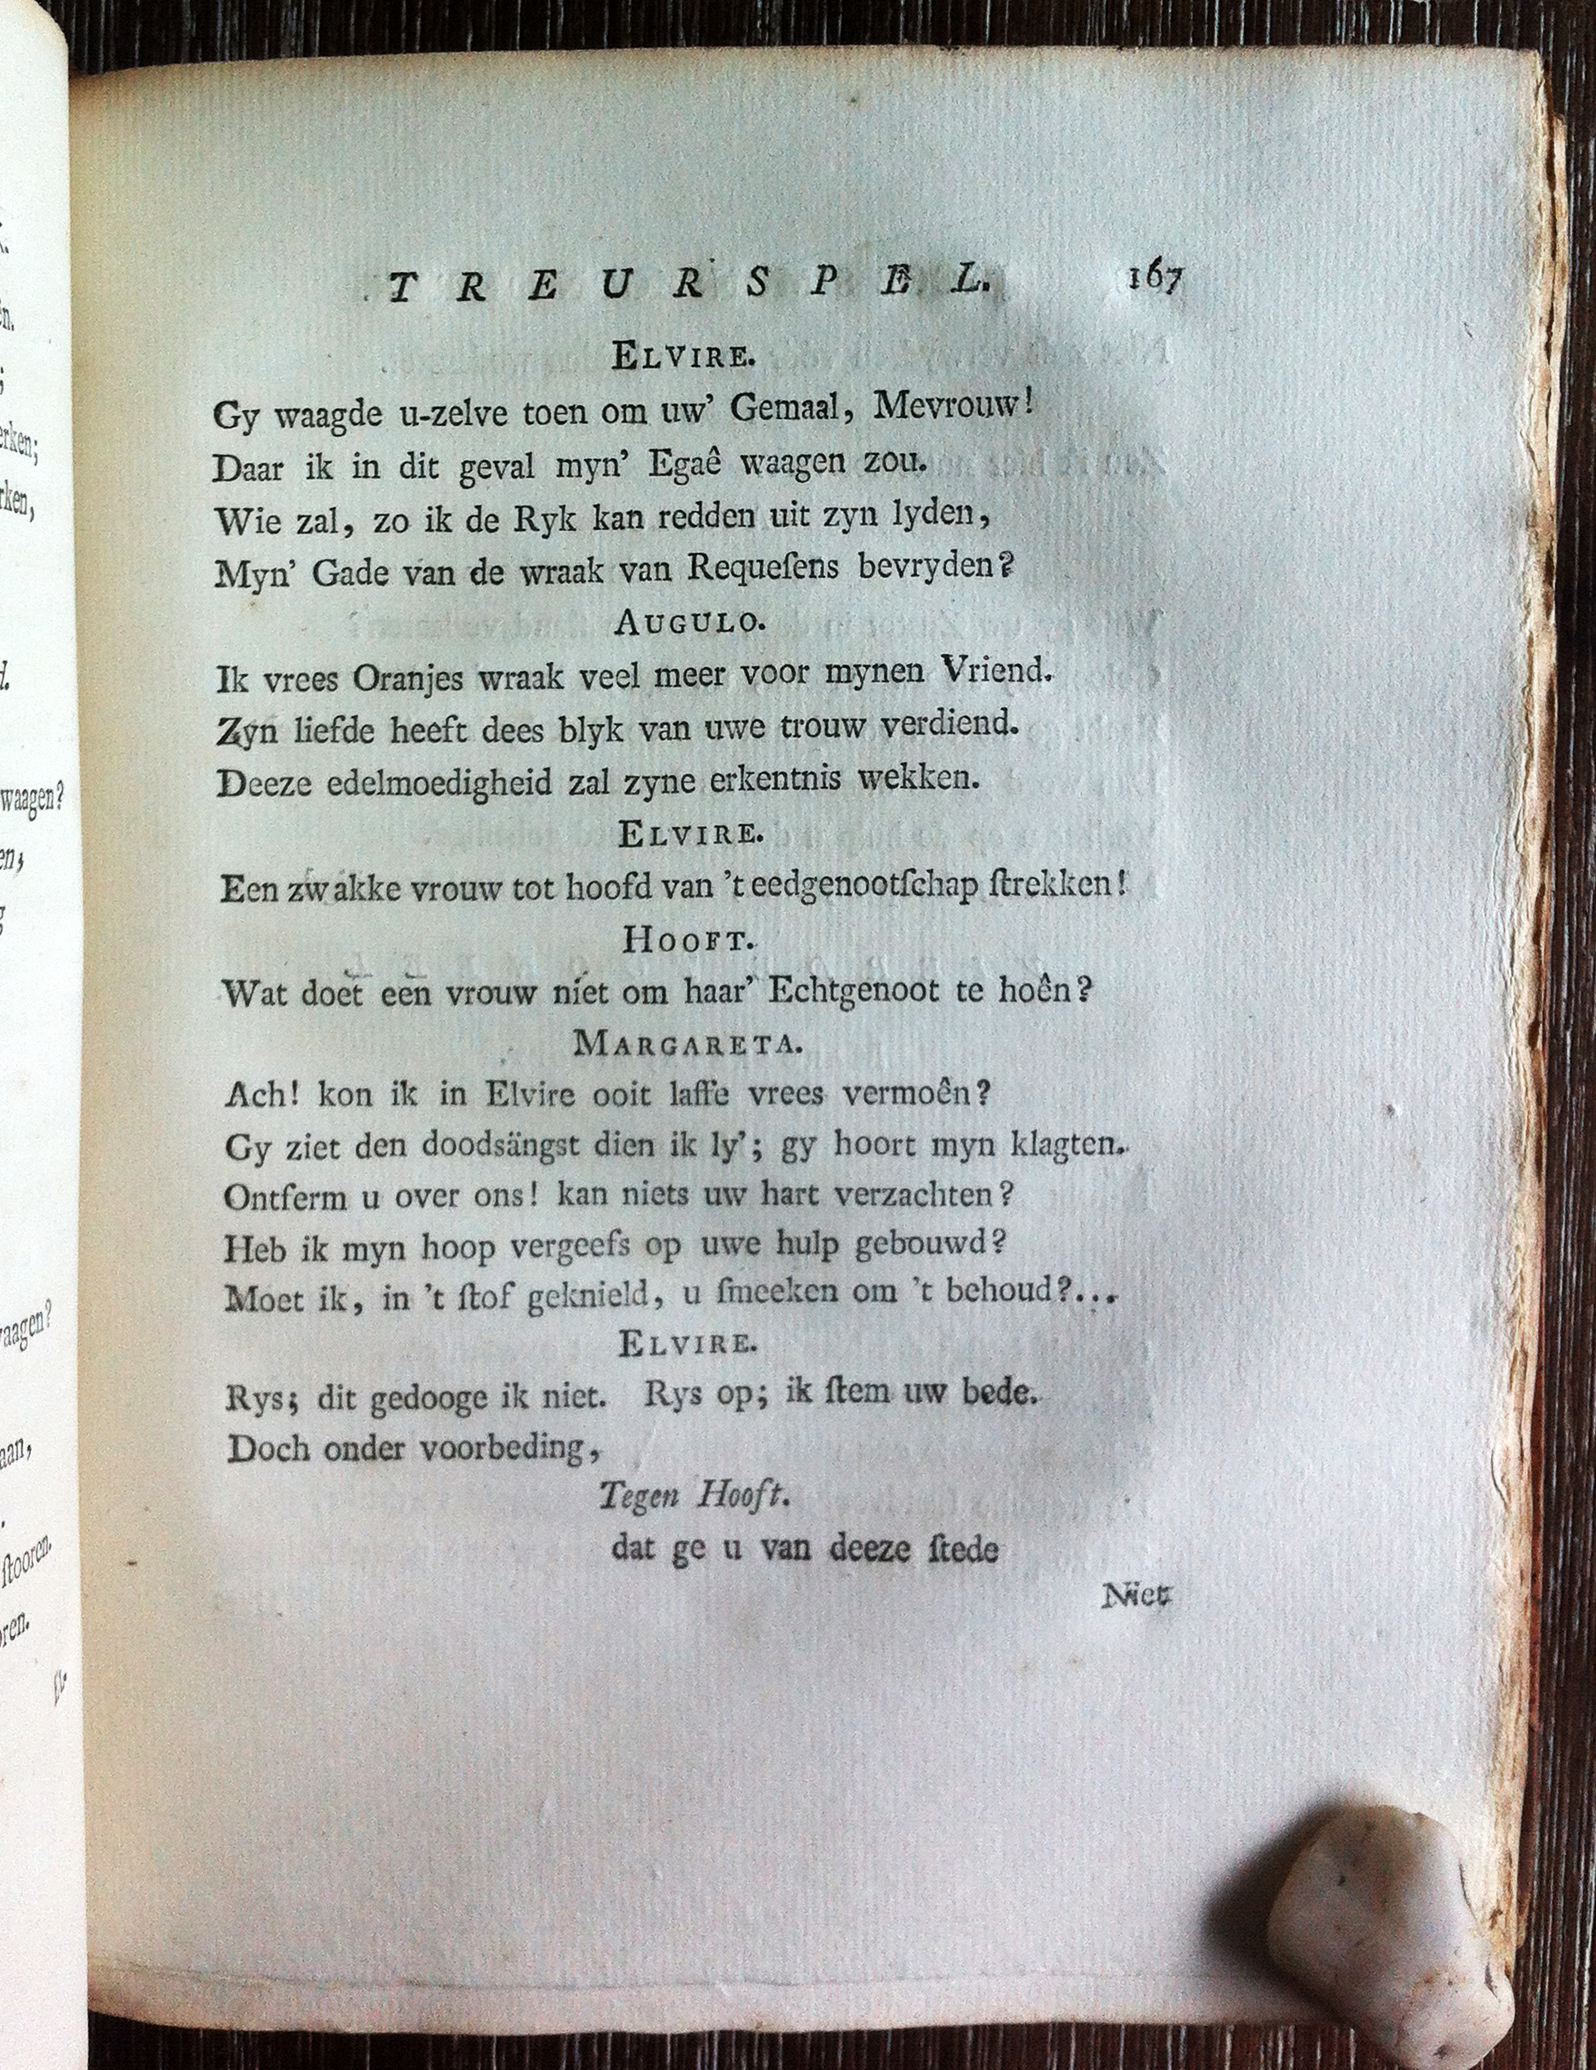 TREURSPEL. 167
ELVIRE.
Gy waagde u-zelve toen om uw’ Gemaal, Mevrouw!
Daar ik in dit geval myn’ Egaê waagen zou.
Wie zal, zo ik de Ryk kan redden uit zyn lyden,
Myn’ Gade van de wraak van Requeſens bevryden?
AUGULO.
Ik vrees Oranjes wraak veel meer voor mynen Vriend.
Zyn liefde heeft dees blyk van uwe trouw verdiend.
Deeze edelmoedigheid zal zyne erkentnis wekken.
ELVIRE.
Een zwakke vrouw tot hoofd van ’t eedgenootſchap ſtrekken!
HOOFT.
Wat doet een vrouw niet om haar’ Echtgenoot te hoên?
MARGARETA.
Ach! kon ik in Elvire ooit laffe vrees vermoên?
Gy ziet den doodsängst dien ik ly’; gy hoort myn klagten.
Ontferm u over ons! kan niets uw hart verzachten?
Heb ik myn hoop vergeefs op uwe hulp gebouwd?
Moet ik, in ’t ſtof geknield, u ſmeeken om ’t behoud?...
ELVIRE.
Rys; dit gedooge ik niet. Rys op; ik ſtem uw bede.
Doch onder voorbeding,
Tegen Hooft.
dat ge u van deeze ſtede
Niet
waagen?
waagen?
ſtooren.